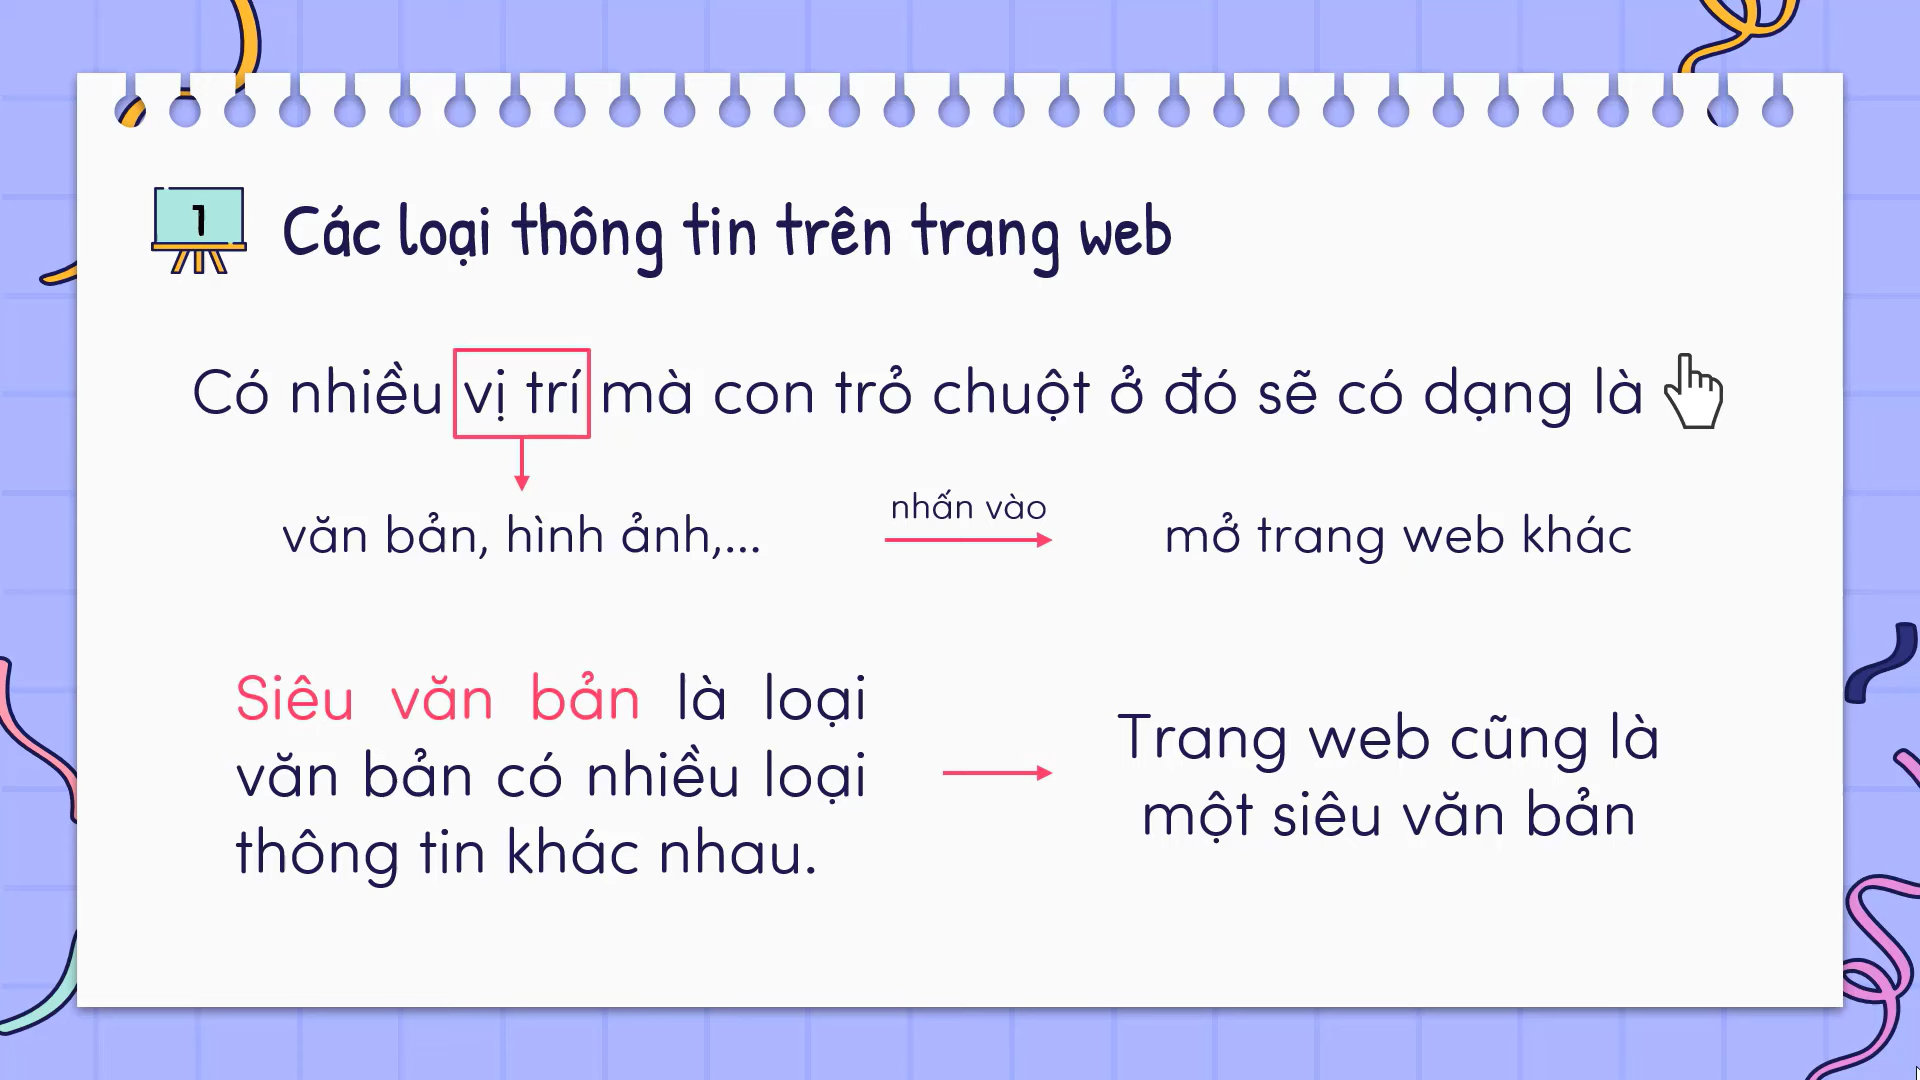 1
Các loại thông tin trên trang web
Có nhiều vị trí mà con trỏ chuột ở đó sẽ có dạng là
nhấn vào
văn bản, hình ảnh,...
mở trang web khác
Siêu văn bản là loại
văn bản có nhiều loại
thông tin khác nhau.
Trang web cũng là
một siêu văn bản